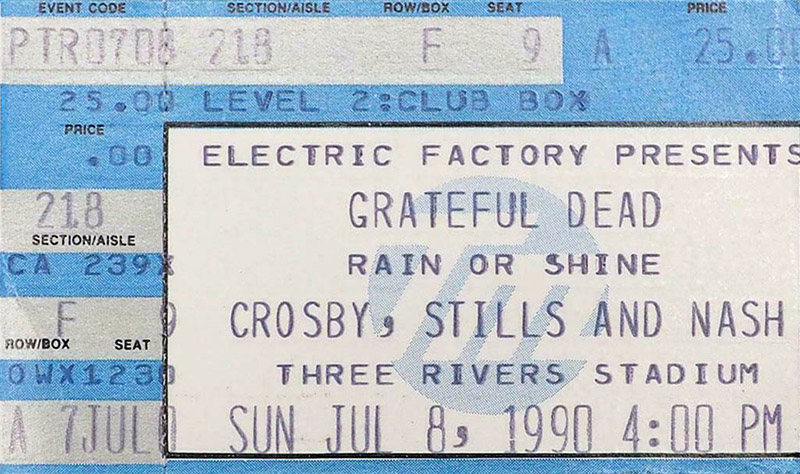 EVENT CODE SECTION/AISLE ROW/BOX SEAT PRICE
PTR0708 218 F 9 A 25.00
25.00 LEVEL 2:CLUB BOX
PRICE
.00
ELECTRIC FACTORY PRESENTS
218
GRATEFUL DEAD
SECTION/AISLE
CA 239X
RAIN OR SHINE
F 9
CROSBY, STILLS AND NASH
ROW/BOX SEAT
OWX1230
THREE RIVERS STADIUM
A 7JUL0
SUN JUL 8, 1990 4:00 PM